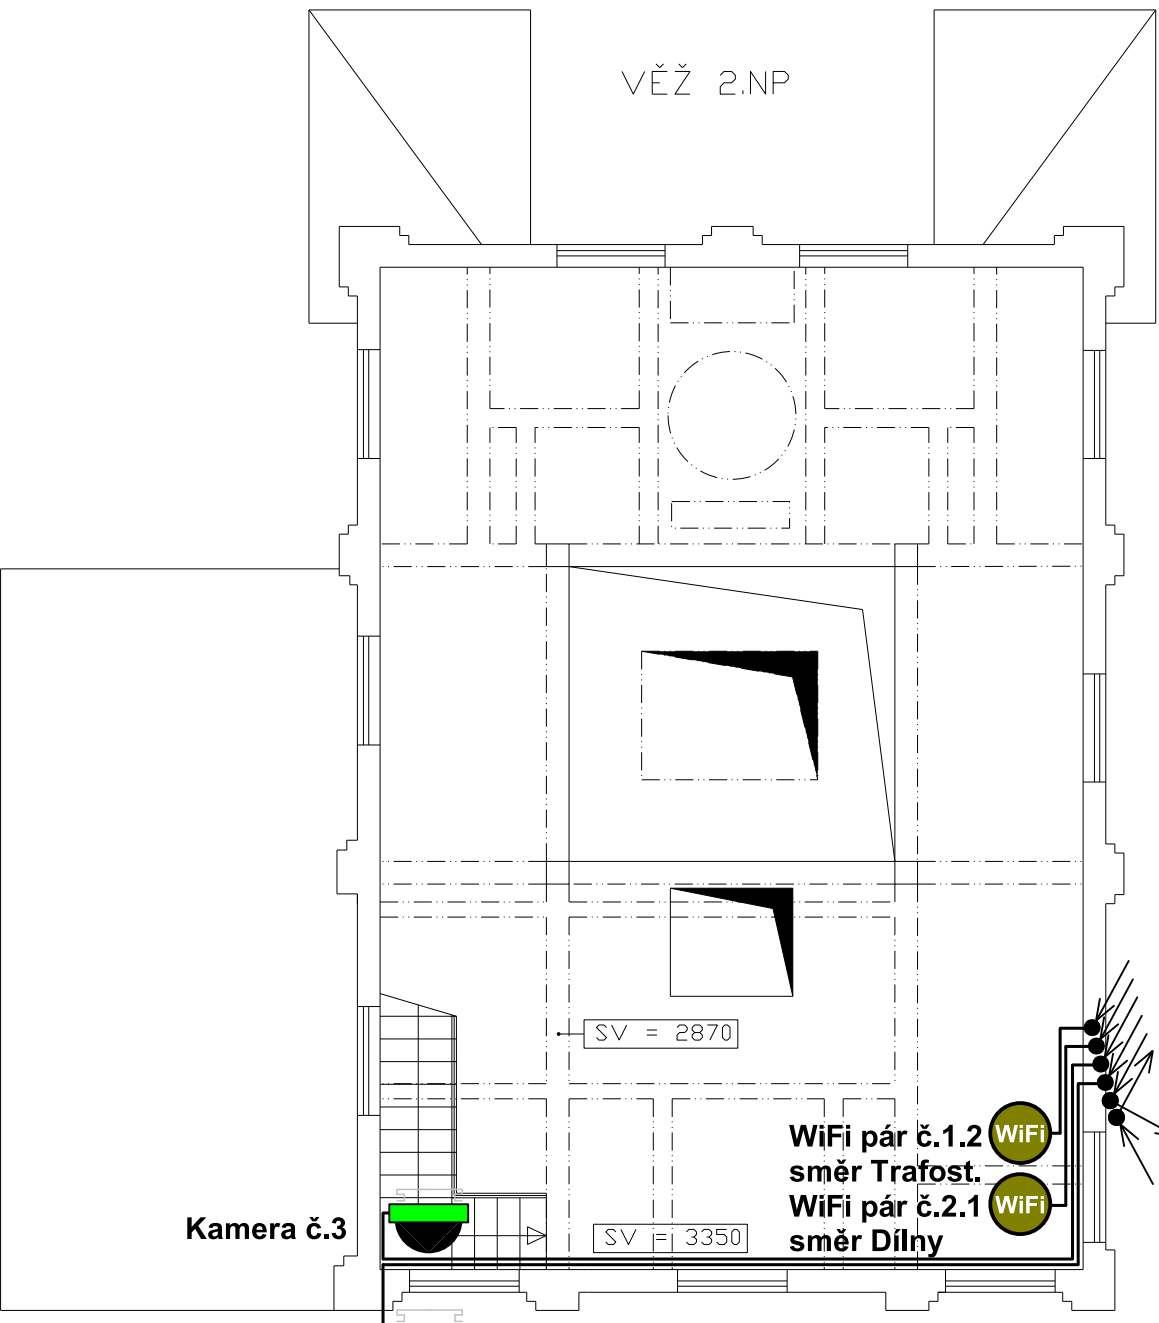 VĚŽ 2.NP
SV = 2870
WiFi pár č.1.2
směr Trafost.
WiFi
WiFi pár č.2.1
směr Dílny
WiFi
Kamera č.3
SV = 3350